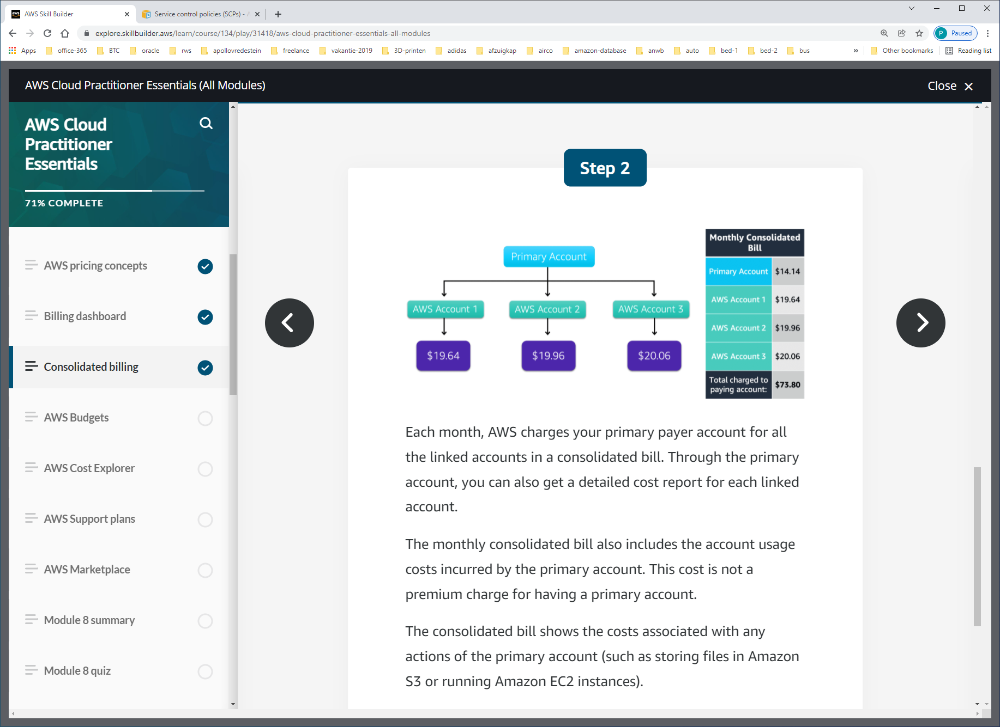 AWS Skill Builder
Service control policies (SCPs) -
explore.skillbuilder.aws/learn/course/134/play/31418/aws-cloud-practitioner-essentials-all-modules
P Paused
Apps office-365 BTC oracle rws apollovredestein freelance vakantie-2019 3D-printen adidas afzuigkap airco amazon-database anwb auto bed-1 bed-2 bus » Other bookmarks Reading list
AWS Cloud Practitioner Essentials (All Modules)
Close
AWS Cloud
Practitioner
Essentials
71% COMPLETE
AWS pricing concepts
Billing dashboard
Consolidated billing
AWS Budgets
AWS Cost Explorer
AWS Support plans
AWS Marketplace
Module 8 summary
Module 8 quiz
Step 2
Primary Account
AWS Account 1 AWS Account 2 AWS Account 3
$19.64 $19.96 $20.06
Monthly Consolidated
Bill
Primary Account $14.14
AWS Account 1 $19.64
AWS Account 2 $19.96
AWS Account 3 $20.06
Total charged to
paying account: $73.80
Each month, AWS charges your primary payer account for all
the linked accounts in a consolidated bill. Through the primary
account, you can also get a detailed cost report for each linked
account.
The monthly consolidated bill also includes the account usage
costs incurred by the primary account. This cost is not a
premium charge for having a primary account.
The consolidated bill shows the costs associated with any
actions of the primary account (such as storing files in Amazon
S3 or running Amazon EC2 instances).